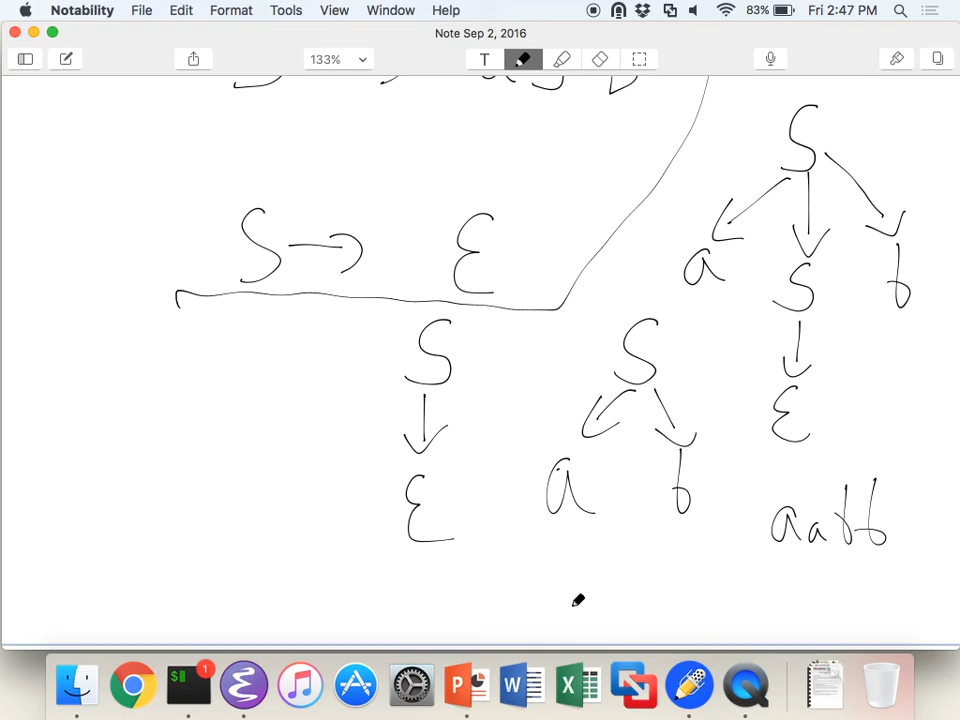 Notability File Edit Format Tools View Window Help 83% Fri 2:47 PM
Note Sep 2, 2016
133% T
S → ε
S
a S b
ε
S
ε
S
a b
aabb
$ 1
P W X